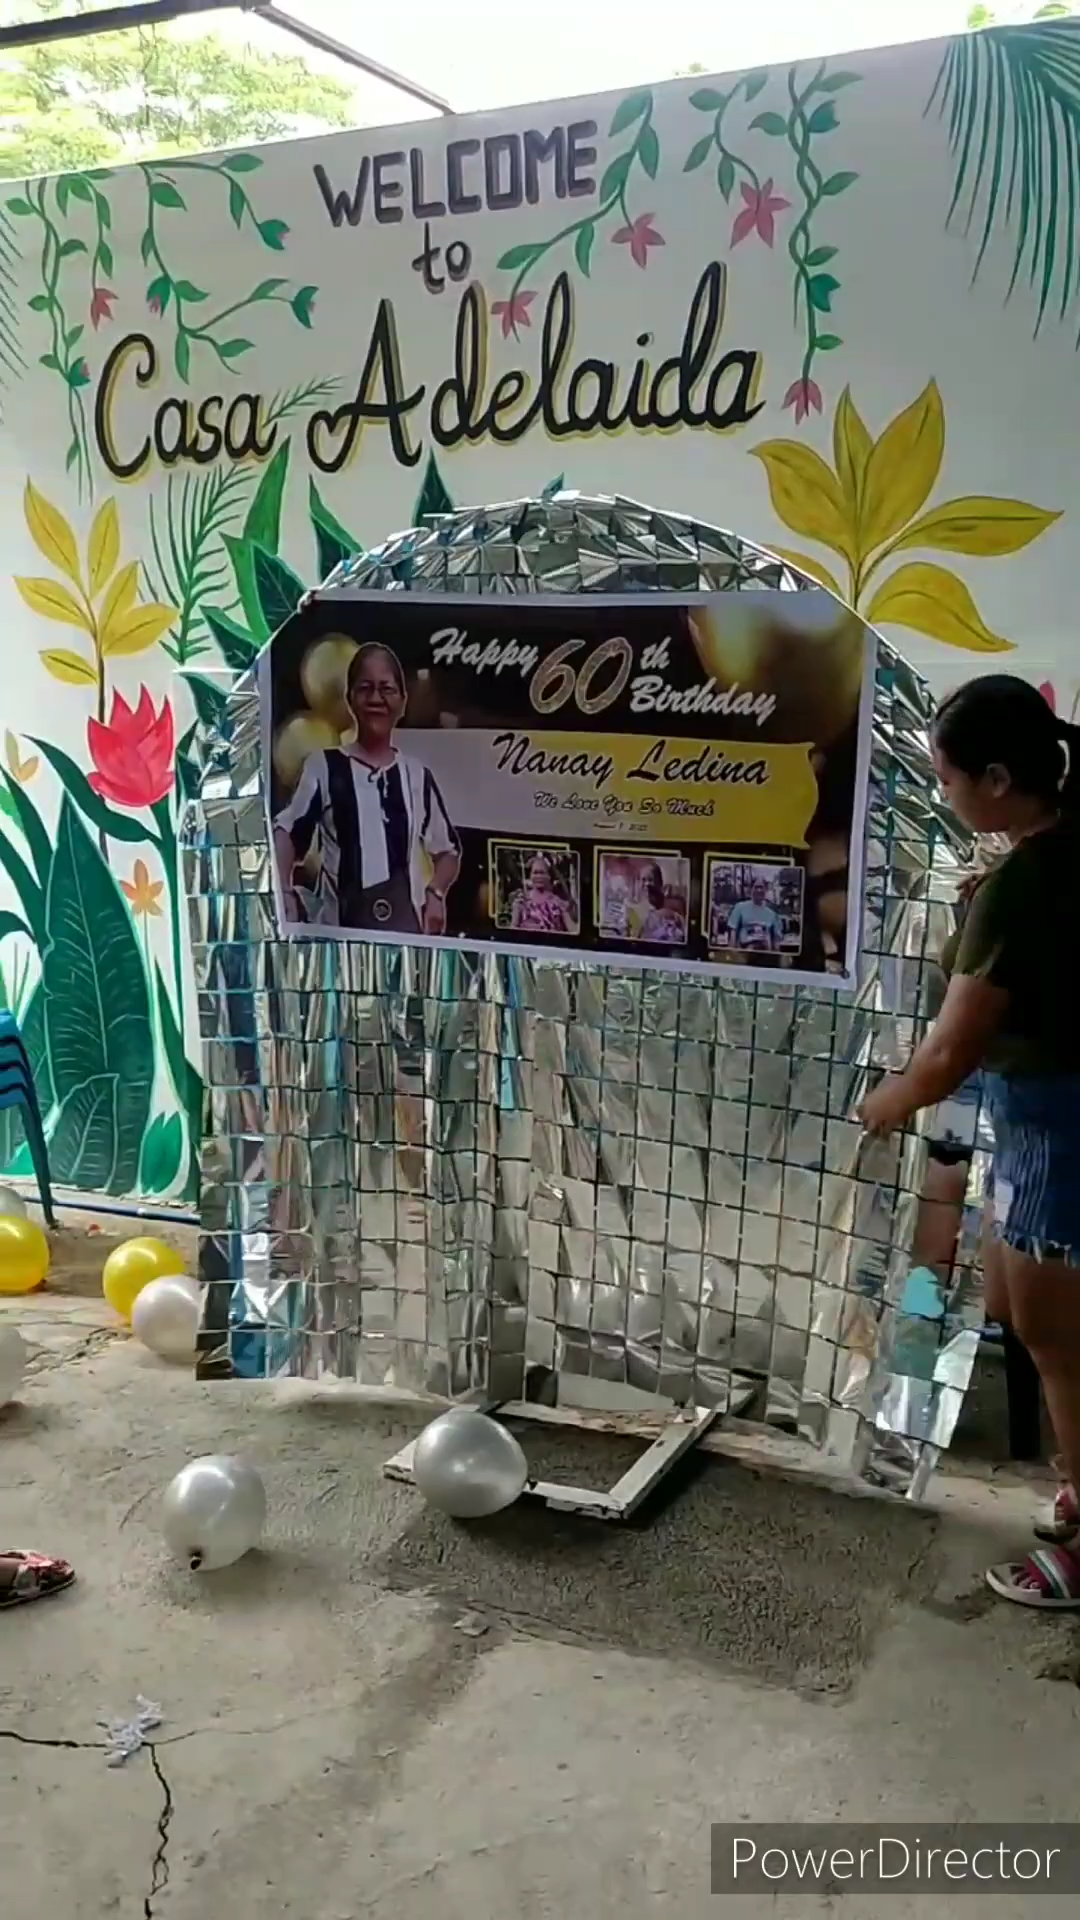 WELCOME
to
Casa Adelaida
Happy 60th
Birthday
Nanay Ledina
We Love You So Much
PowerDirector